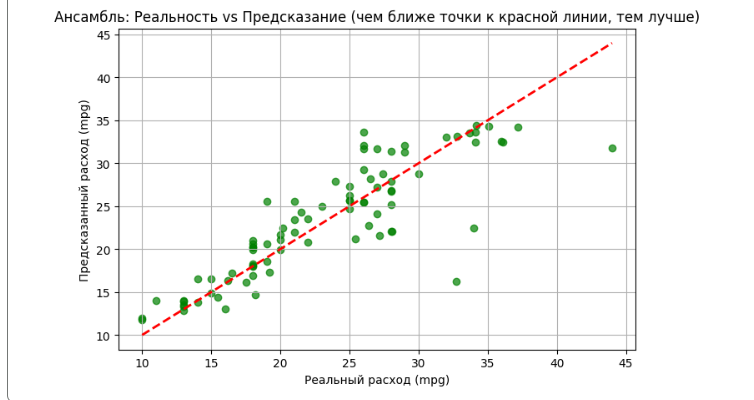 Ансамбль: Реальность vs Предсказание (чем ближе точки к красной линии, тем лучше)
45
40
35
30
25
20
15
10
Предсказанный расход (mpg)
10 15 20 25 30 35 40 45
Реальный расход (mpg)